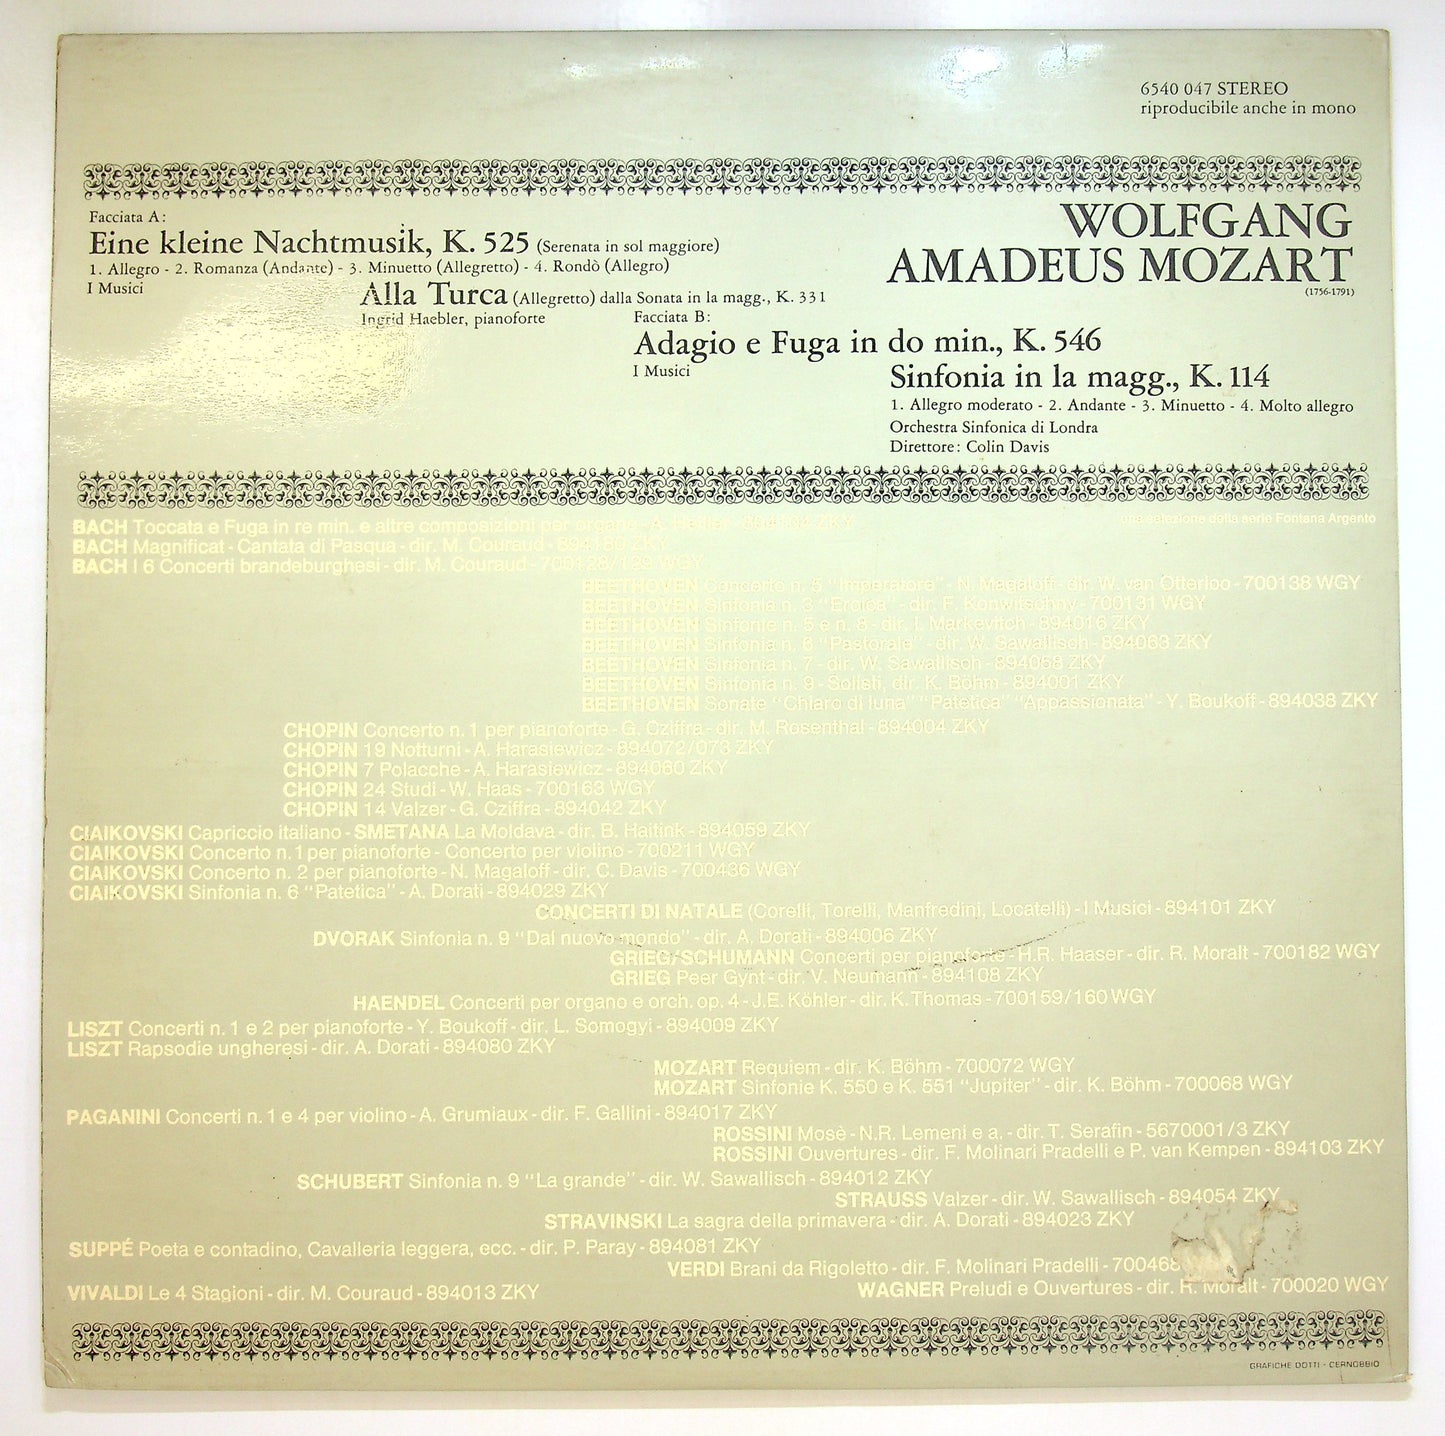 6540 047 STEREO
riproducibile anche in mono
WOLFGANG
AMADEUS MOZART
(1756-1791)
Facciata A:
Eine kleine Nachtmusik, K. 525 (Serenata in sol maggiore)
1. Allegro - 2. Romanza (Andante) - 3. Minuetto (Allegretto) - 4. Rondò (Allegro)
I Musici
Alla Turca (Allegretto) dalla Sonata in la magg., K. 331
Ingrid Haebler, pianoforte
Facciata B:
Adagio e Fuga in do min., K. 546
I Musici
Sinfonia in la magg., K. 114
1. Allegro moderato - 2. Andante - 3. Minuetto - 4. Molto allegro
Orchestra Sinfonica di Londra
Direttore: Colin Davis
una selezione della serie Fontana Argento
BACH Toccata e Fuga in re min. e altre composizioni per
BACH Magnificat - Cantata di Pasqua - dir. M. Couraud
BACH I 6 Concerti brandeburghesi - dir. M. Couraud - 700128/129 WGY
BEETHOVEN Concerto n. 5 "Imperatore" - N. Magaloff - dir. W. van Otterloo - 700138 WGY
BEETHOVEN Sinfonia n. 3 "Eroica" - dir. F. Konwitschny - 700131 WGY
BEETHOVEN Sinfonie n. 5 e n. 8 - dir. I. Markevitch - 894016 ZKY
BEETHOVEN Sinfonia n. 6 "Pastorale" - dir. W. Sawallisch - 894063 ZKY
BEETHOVEN Sinfonia n. 7 - dir. W. Sawallisch - 894068 ZKY
BEETHOVEN Sinfonia n. 9 - Solisti, dir. K. Böhm - 894001 ZKY
BEETHOVEN Sonate "Chiaro di luna" "Patetica" "Appassionata" - Y. Boukoff - 894038 ZKY
CHOPIN Concerto n. 1 per pianoforte - G. Cziffra - dir. M. Rosenthal - 894004 ZKY
CHOPIN 19 Notturni - A. Harasiewicz - 894072/073 ZKY
CHOPIN 7 Polacche - A. Harasiewicz - 894060 ZKY
CHOPIN 24 Studi - W. Haas - 700163 WGY
CHOPIN 14 Valzer - G. Cziffra - 894042 ZKY
CIAIKOVSKI Capriccio italiano - SMETANA La Moldava - dir. B. Haitink - 894059 ZKY
CIAIKOVSKI Concerto n. 1 per pianoforte - Concerto per violino - 700211 WGY
CIAIKOVSKI Concerto n. 2 per pianoforte - N. Magaloff - dir. C. Davis - 700436 WGY
CIAIKOVSKI Sinfonia n. 6 "Patetica" - A. Dorati - 894029 ZKY
CONCERTI DI NATALE (Corelli, Torelli, Manfredini, Locatelli) - I Musici - 894101 ZKY
DVORAK Sinfonia n. 9 "Dal nuovo mondo" - dir. A. Dorati - 894006 ZKY
GRIEG/SCHUMANN Concerti per pianoforte - H.R. Haaser - dir. R. Moralt - 700182 WGY
GRIEG Peer Gynt - dir. V. Neumann - 894108 ZKY
HAENDEL Concerti per organo e orch. op. 4 - J.E. Köhler - dir. K. Thomas - 700159/160 WGY
LISZT Concerti n. 1 e 2 per pianoforte - Y. Boukoff - dir. L. Somogyi - 894009 ZKY
LISZT Rapsodie ungheresi - dir. A. Dorati - 894080 ZKY
MOZART Requiem - dir. K. Böhm - 700072 WGY
MOZART Sinfonie K. 550 e K. 551 "Jupiter" - dir. K. Böhm - 700068 WGY
PAGANINI Concerti n. 1 e 4 per violino - A. Grumiaux - dir. F. Gallini - 894017 ZKY
ROSSINI Mosè - N.R. Lemeni e a. - dir. T. Serafin - 5670001/3 ZKY
ROSSINI Ouvertures - dir. F. Molinari Pradelli e P. van Kempen - 894103 ZKY
SCHUBERT Sinfonia n. 9 "La grande" - dir. W. Sawallisch - 894012 ZKY
STRAUSS Valzer - dir. W. Sawallisch - 894054 ZKY
STRAVINSKI La sagra della primavera - dir. A. Dorati - 894023 ZKY
SUPPÉ Poeta e contadino, Cavalleria leggera, ecc. - dir. P. Paray - 894081 ZKY
VERDI Brani da Rigoletto - dir. F. Molinari Pradelli - 700468
VIVALDI Le 4 Stagioni - dir. M. Couraud - 894013 ZKY
WAGNER Preludi e Ouvertures - dir. R. Moralt - 700020 WGY
GRAFICHE DOTTI - CERNOBBIO